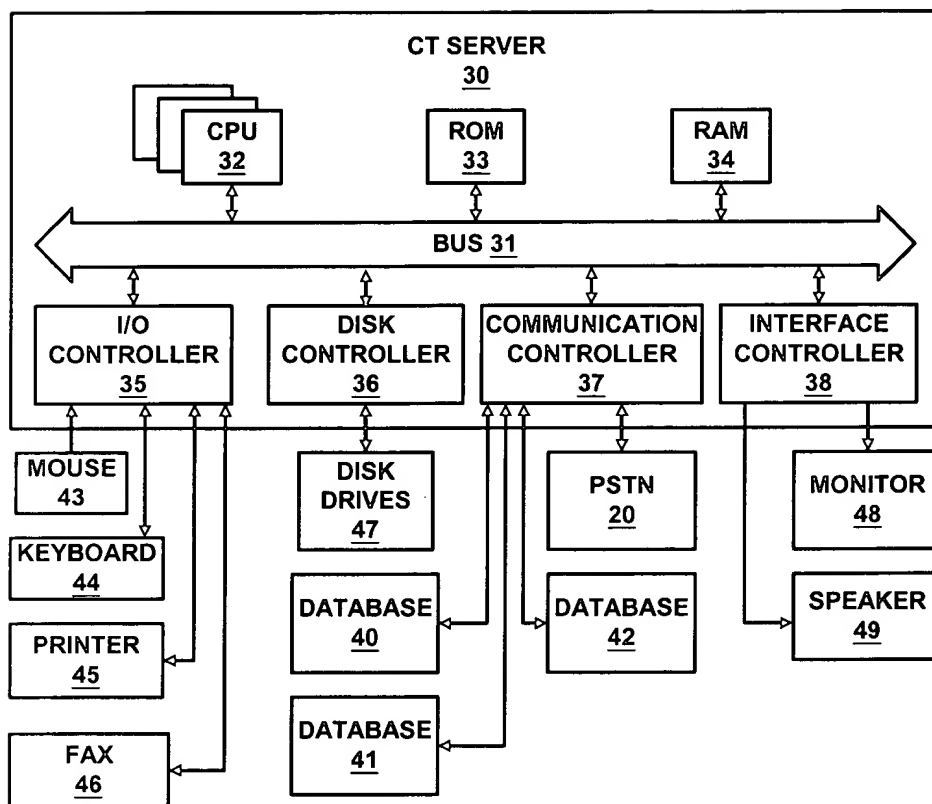 CT SERVER
30
CPU
32
ROM
33
RAM
34
BUS 31
I/O
CONTROLLER
35
DISK
CONTROLLER
36
COMMUNICATION
CONTROLLER
37
INTERFACE
CONTROLLER
38
MOUSE
43
KEYBOARD
44
PRINTER
45
FAX
46
DISK
DRIVES
47
DATABASE
40
DATABASE
41
PSTN
20
DATABASE
42
MONITOR
48
SPEAKER
49